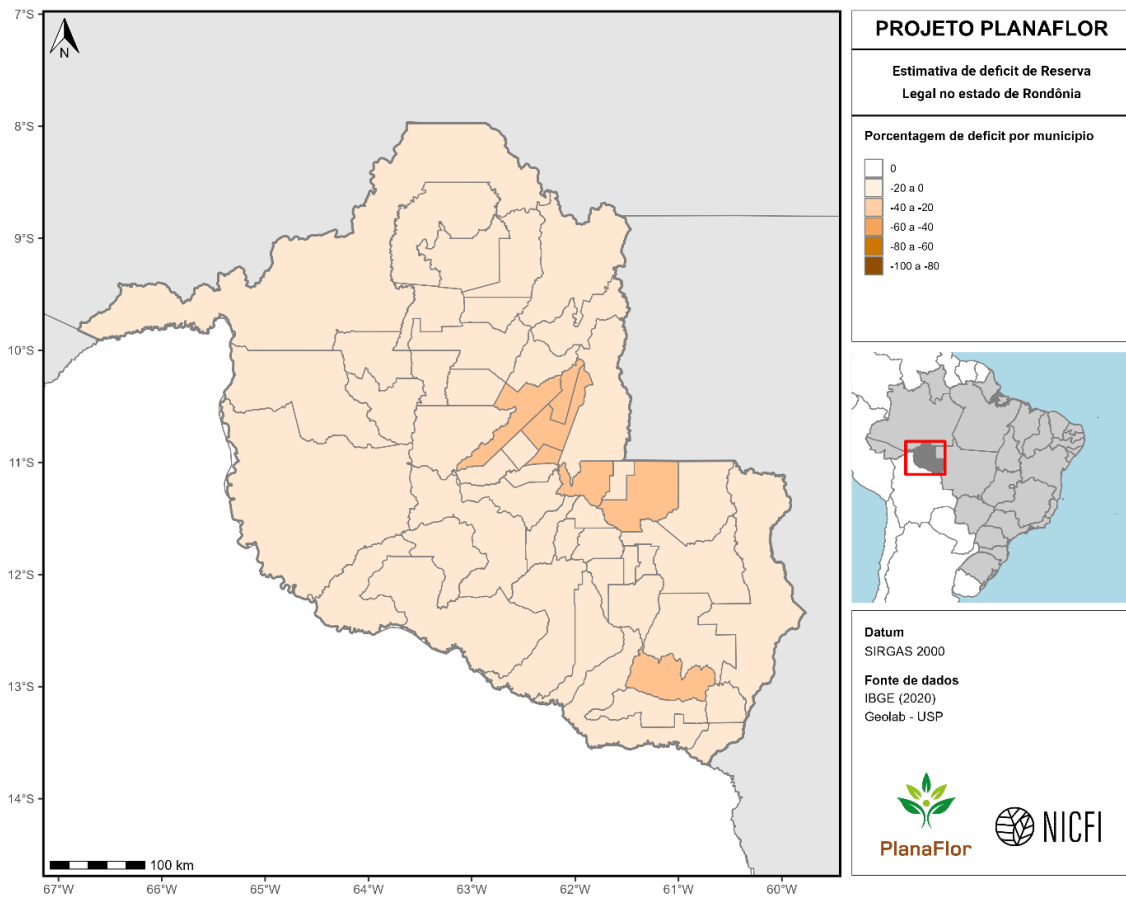 7°S
8°S
9°S
10°S
11°S
12°S
13°S
14°S
N
100 km
67°W
66°W
65°W
64°W
63°W
62°W
61°W
60°W
PROJETO PLANAFLOR
Estimativa de deficit de Reserva
Legal no estado de Rondônia
Porcentagem de deficit por municipio
0
-20 a 0
-40 a -20
-60 a -40
-80 a -60
-100 a -80
Datum
SIRGAS 2000
Fonte de dados
IBGE (2020)
Geolab - USP
PlanaFlor
NICFI